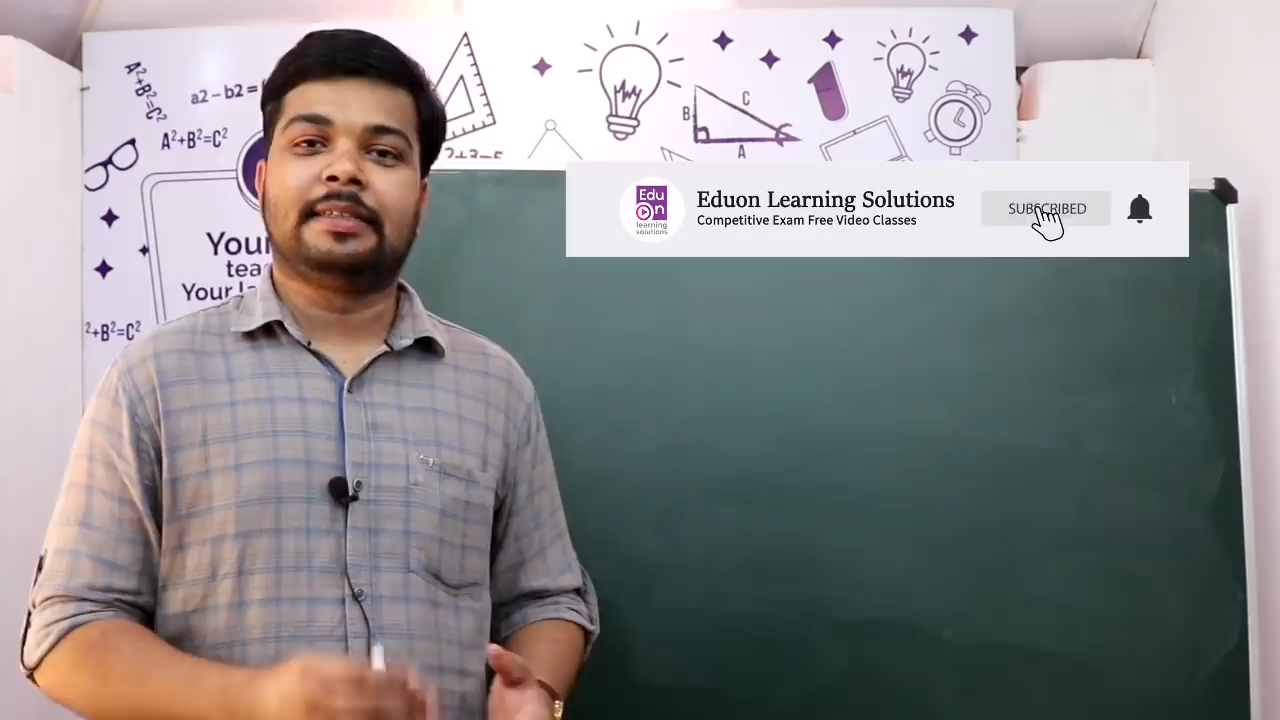 A²+B²=C²
a2-b2=
A²+B²=C²
B
C
A
Your
Your
²+B²=C²
Edu
on
learning
solutions
Eduon Learning Solutions
Competitive Exam Free Video Classes
SUBSCRIBED